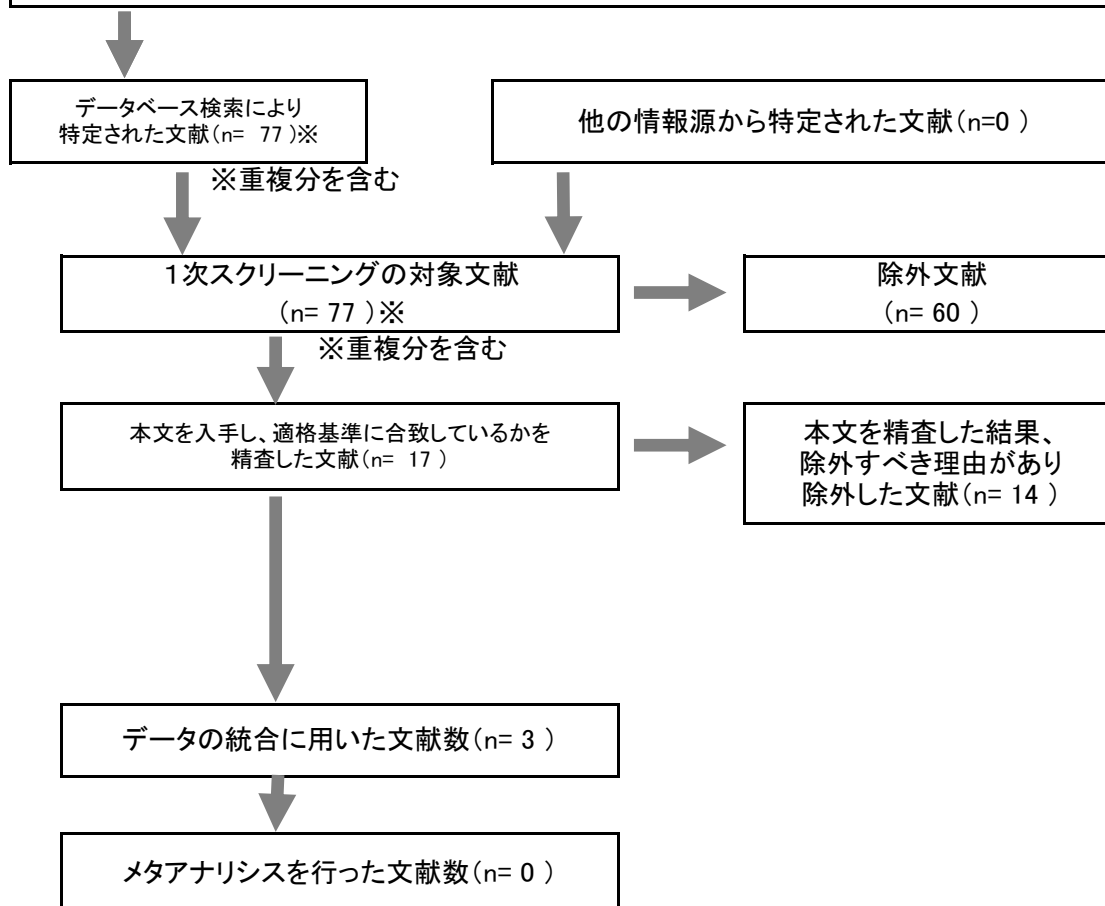 データベース検索により
特定された文献（n= 77 ）※
他の情報源から特定された文献（n=0 ）
※重複分を含む
1次スクリーニングの対象文献
（n= 77 ）※
除外文献
（n= 60 ）
※重複分を含む
本文を入手し、適格基準に合致しているかを
精査した文献（n= 17 ）
本文を精査した結果、
除外すべき理由があり
除外した文献（n= 14 ）
データの統合に用いた文献数（n= 3 ）
メタアナリシスを行った文献数（n= 0 ）